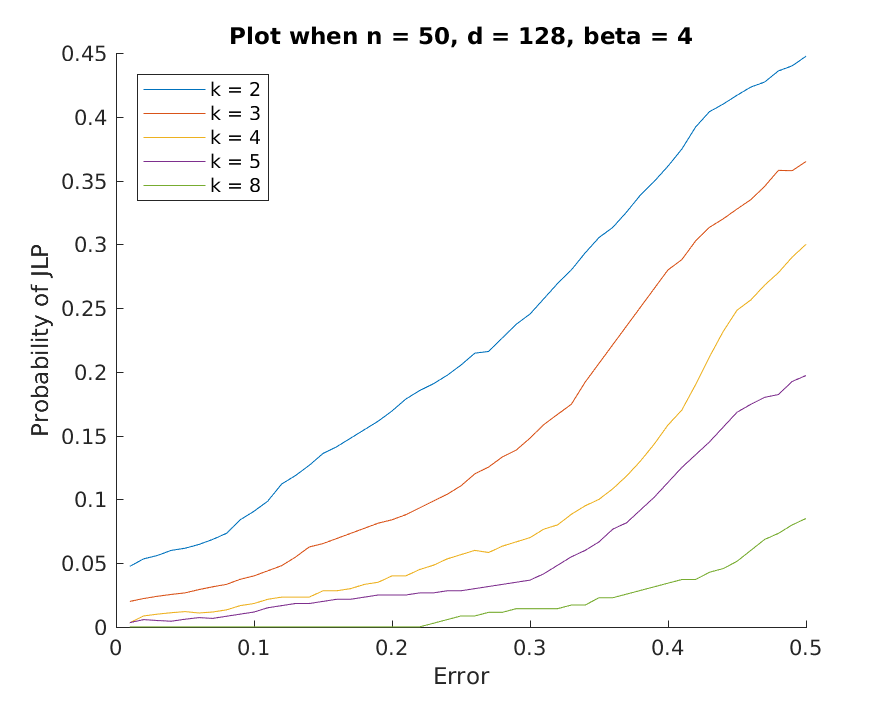 Plot when n = 50, d = 128, beta = 4
0.45
0.4
0.35
0.3
0.25
0.2
0.15
0.1
0.05
0
k = 2
k = 3
k = 4
k = 5
k = 8
Probability of JLP
0 0.1 0.2 0.3 0.4 0.5
Error